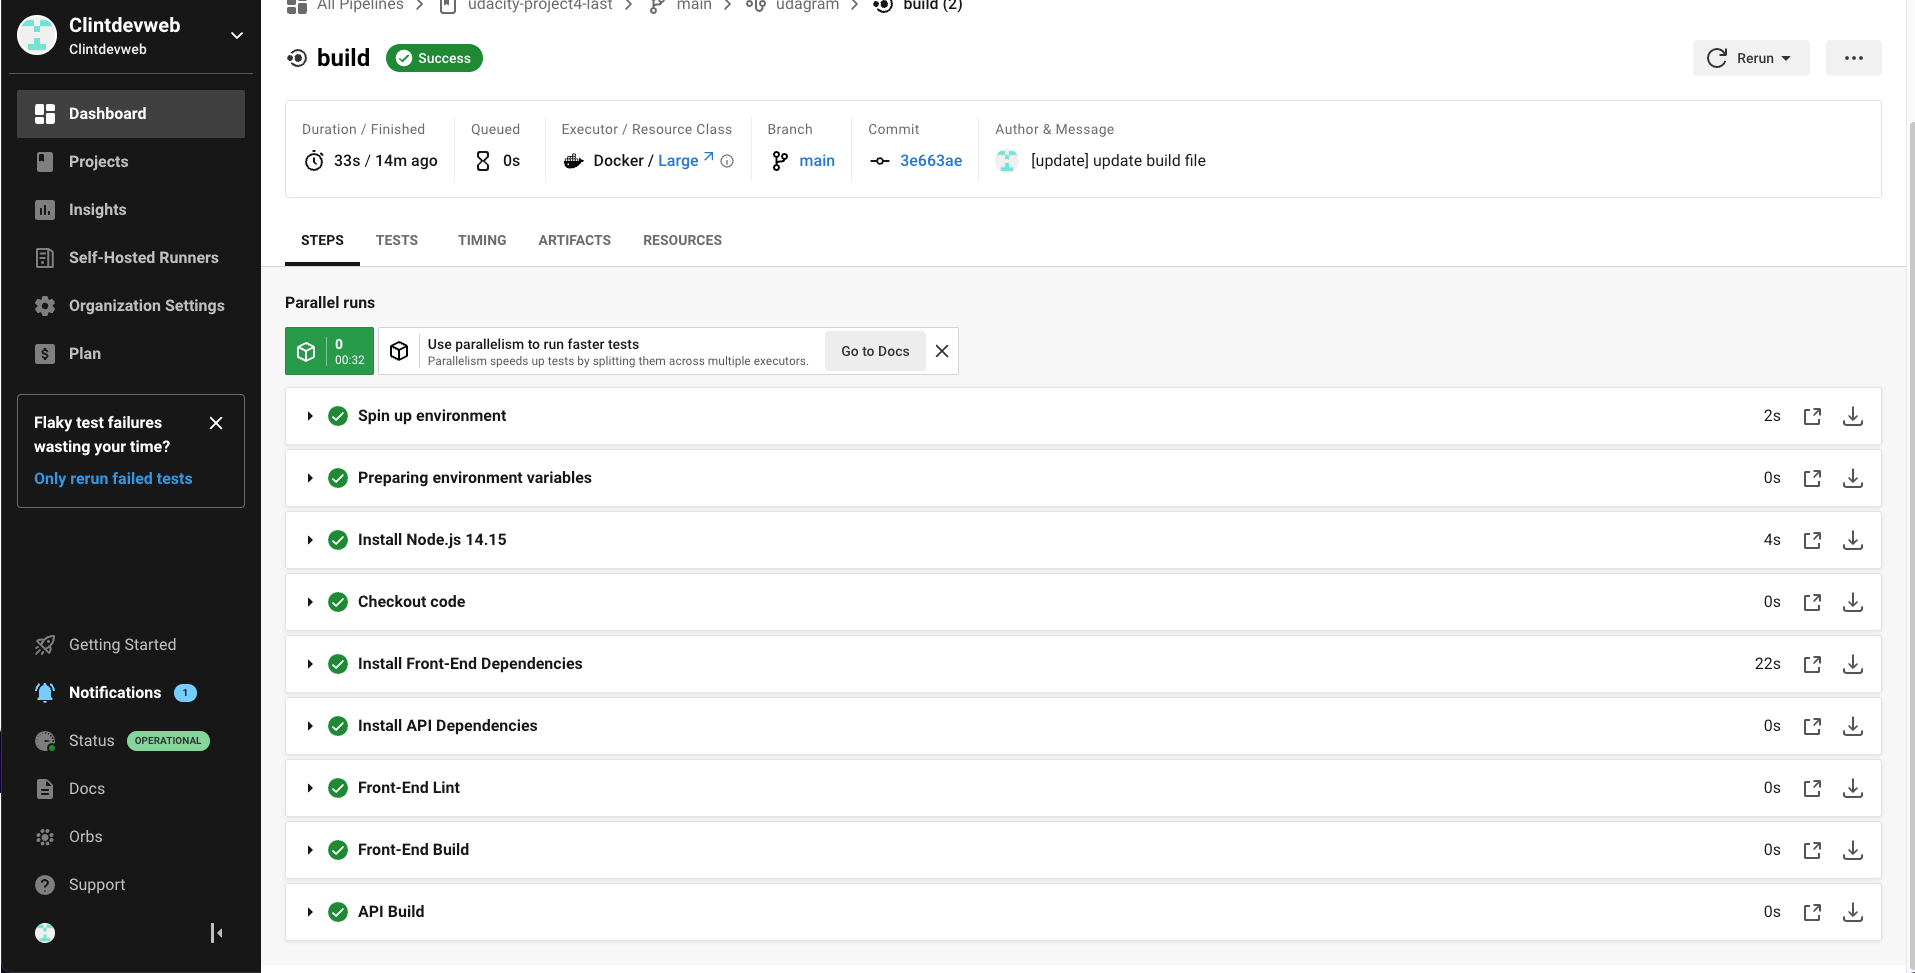 Clintdevweb
Clintdevweb
Dashboard
Projects
Insights
Self-Hosted Runners
Organization Settings
Plan
Flaky test failures
wasting your time?
Only rerun failed tests
Getting Started
Notifications 1
Status OPERATIONAL
Docs
Orbs
Support
All Pipelines udacity-project4-last main udagram build (2)
build Success
Rerun
Duration / Finished
33s / 14m ago
Queued
0s
Executor / Resource Class
Docker / Large
Branch
main
Commit
3e663ae
Author & Message
[update] update build file
STEPS TESTS TIMING ARTIFACTS RESOURCES
Parallel runs
0
00:32
Use parallelism to run faster tests
Parallelism speeds up tests by splitting them across multiple executors.
Go to Docs
Spin up environment 2s
Preparing environment variables 0s
Install Node.js 14.15 4s
Checkout code 0s
Install Front-End Dependencies 22s
Install API Dependencies 0s
Front-End Lint 0s
Front-End Build 0s
API Build 0s